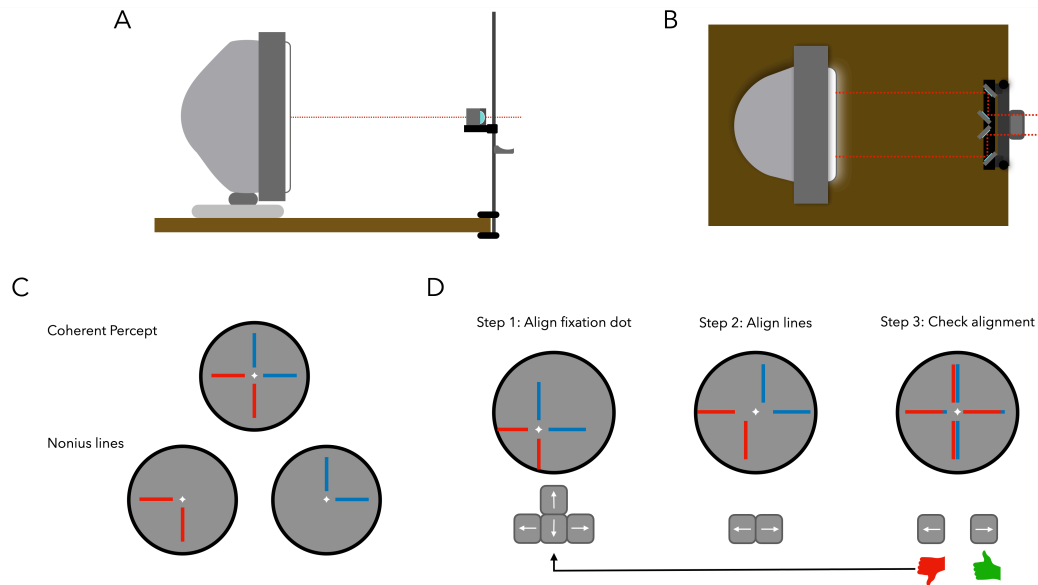 A
B
C
D
Coherent Percept
Nonius lines
Step 1: Align fixation dot
Step 2: Align lines
Step 3: Check alignment